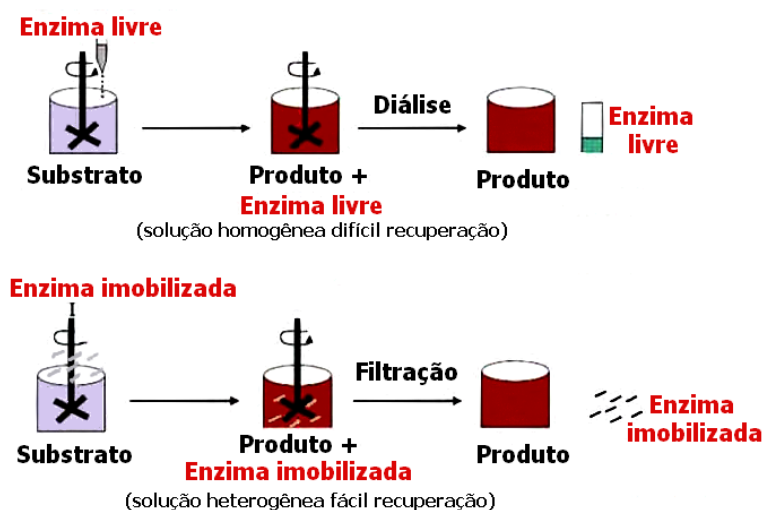 Enzima livre
Substrato
Produto +
Enzima livre
(solução homogênea difícil recuperação)
Diálise
Produto
Enzima
livre
Enzima imobilizada
Substrato
Produto +
Enzima imobilizada
(solução heterogênea fácil recuperação)
Filtração
Produto
Enzima
imobilizada